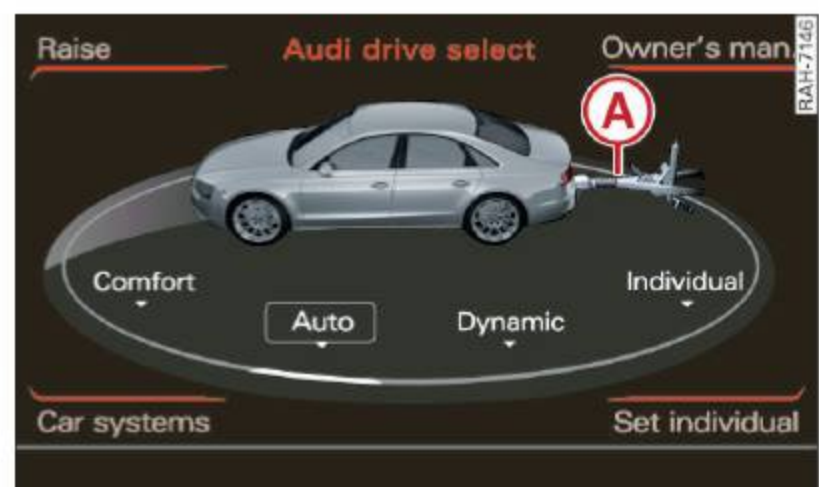 Raise
Audi drive select
Owner's man.
RAH-7146
A
Comfort
Auto
Dynamic
Individual
Car systems
Set individual